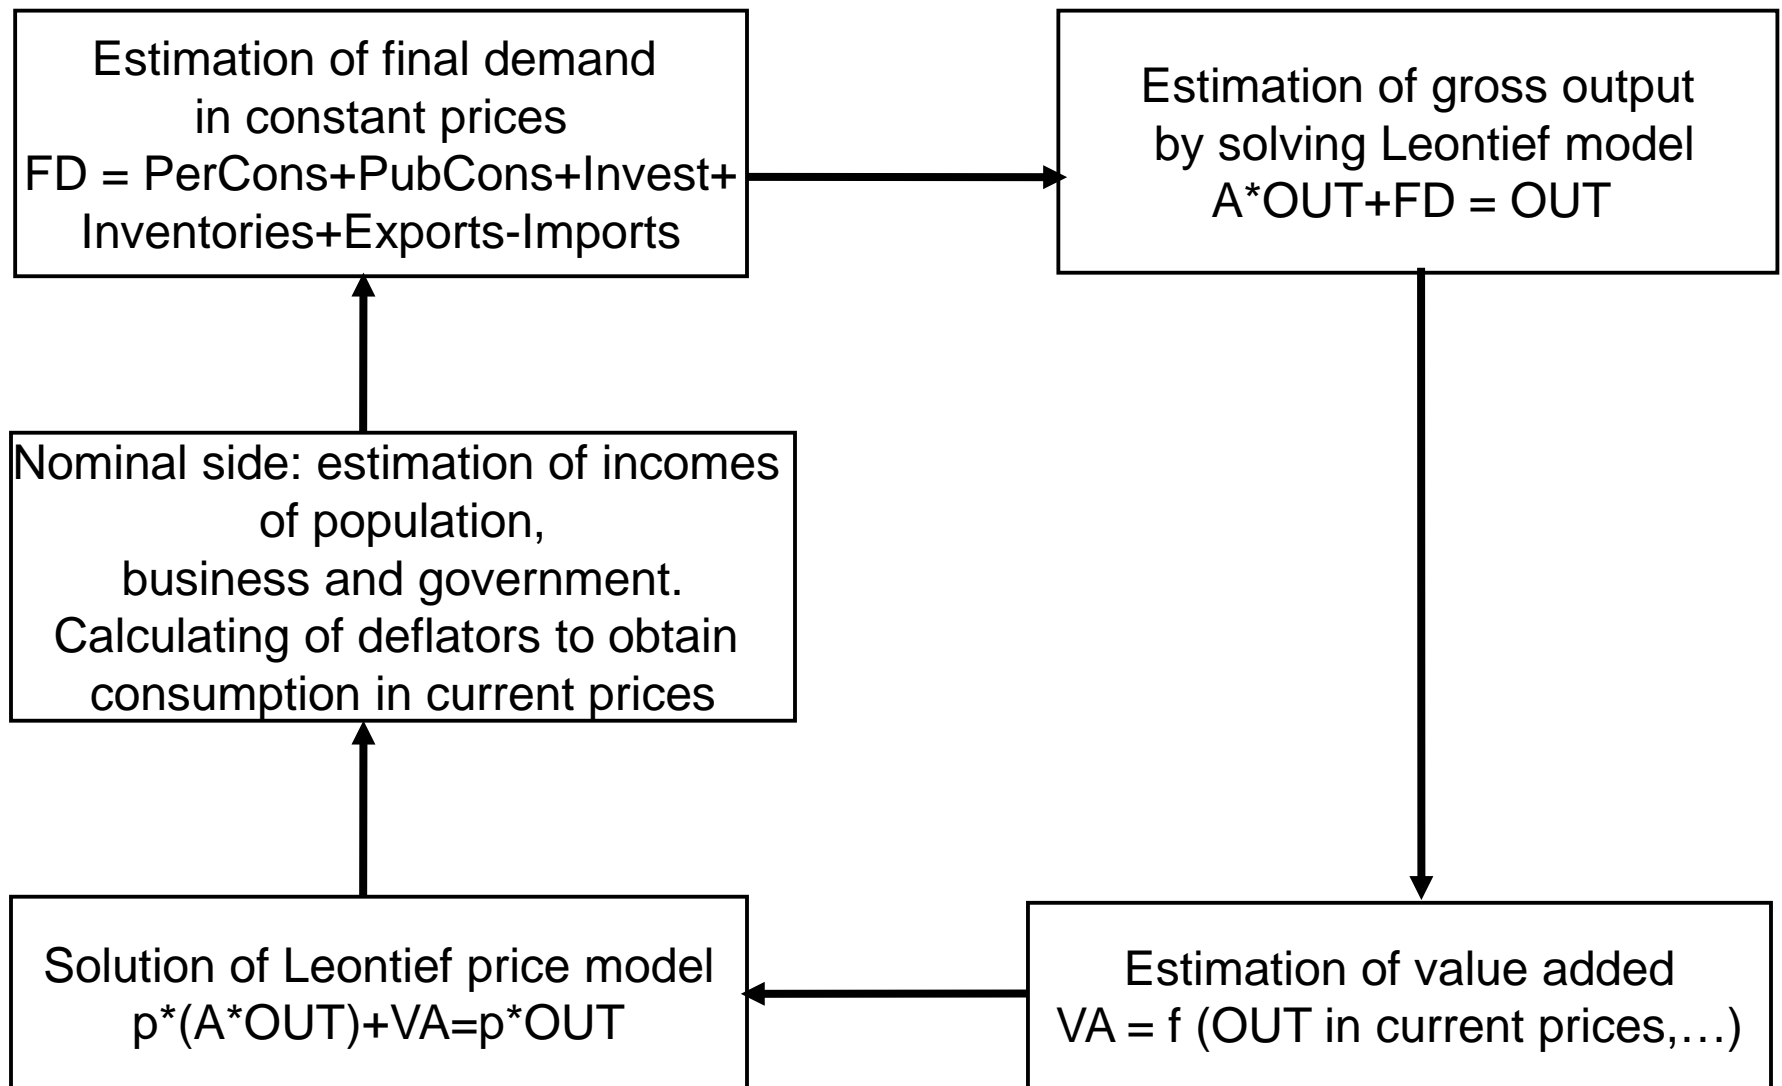 Estimation of final demand
in constant prices
FD = PerCons+PubCons+Invest+
Inventories+Exports-Imports
Estimation of gross output
by solving Leontief model
A*OUT+FD = OUT
Nominal side: estimation of incomes
of population,
business and government.
Calculating of deflators to obtain
consumption in current prices
Solution of Leontief price model
p*(A*OUT)+VA=p*OUT
Estimation of value added
VA = f (OUT in current prices,…)